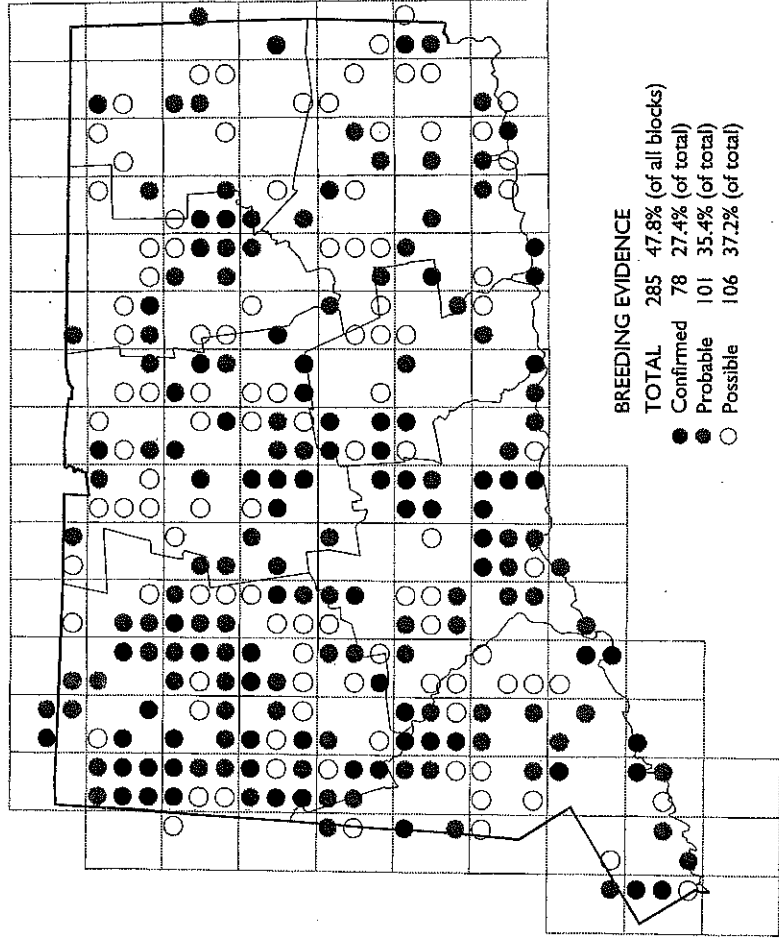 BREEDING EVIDENCE
TOTAL 285 47.8% (of all blocks)
Confirmed 78 27.4% (of total)
Probable 101 35.4% (of total)
Possible 106 37.2% (of total)